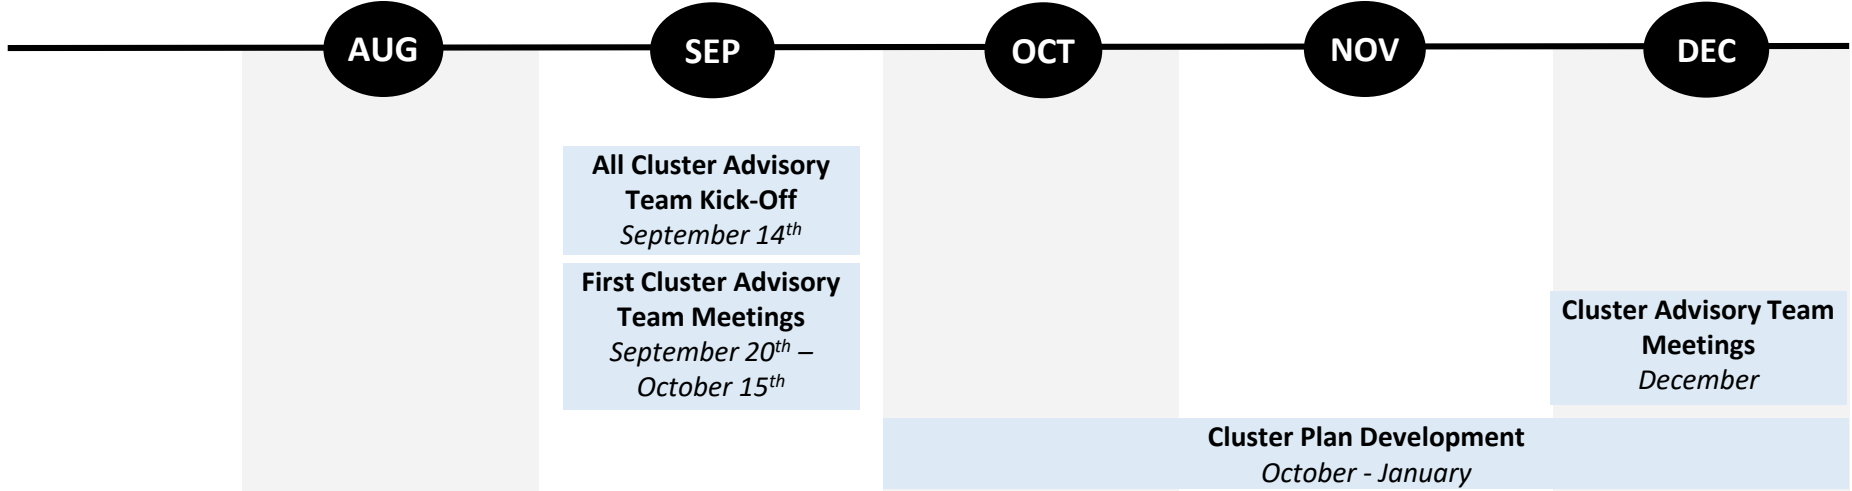 AUG SEP OCT NOV DEC
All Cluster Advisory
Team Kick-Off
September 14th
First Cluster Advisory
Team Meetings
September 20th –
October 15th
Cluster Advisory Team
Meetings
December
Cluster Plan Development
October - January